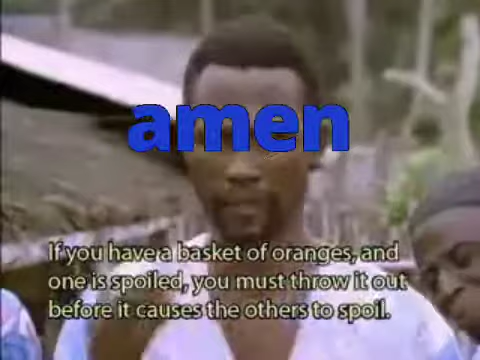 amen
If you have a basket of oranges, and
one is spoiled, you must throw it out
before it causes the others to spoil.